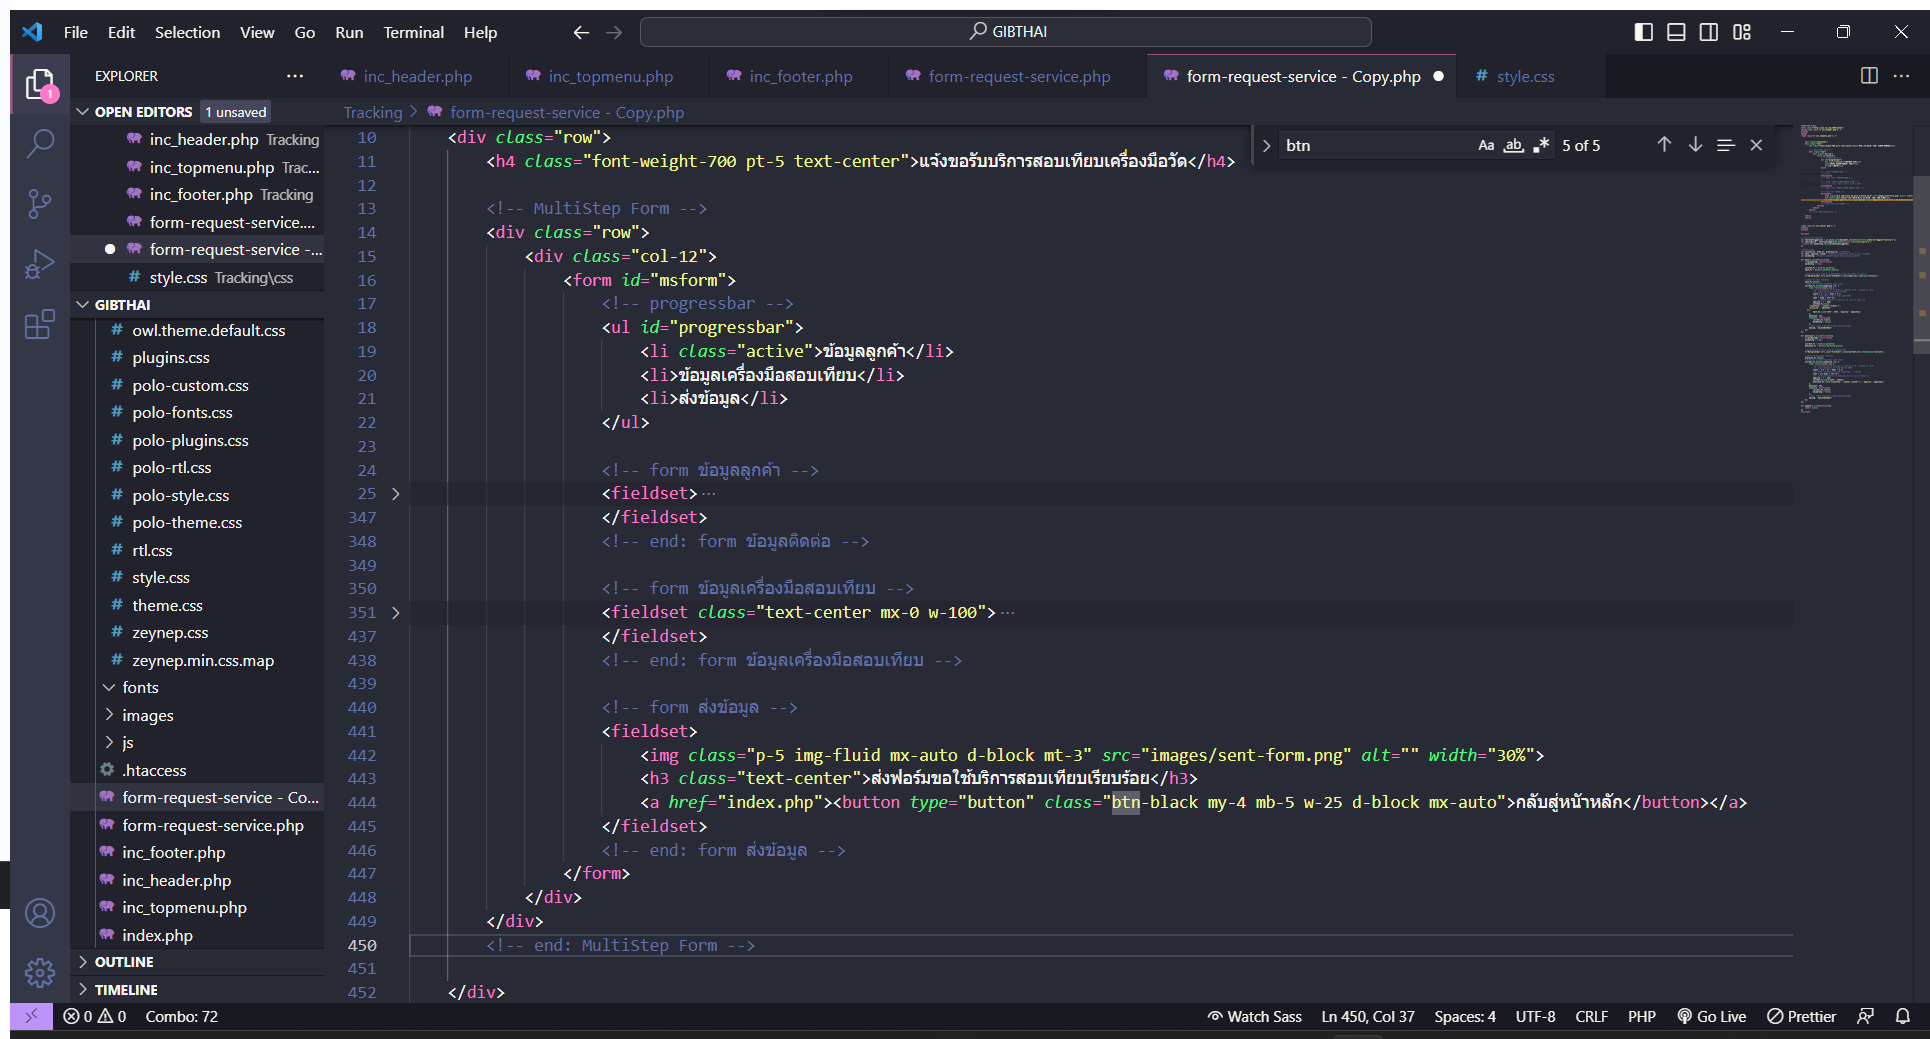 File Edit Selection View Go Run Terminal Help
GIBTHAI
EXPLORER
inc_header.php
inc_topmenu.php
inc_footer.php
form-request-service.php
form-request-service - Copy.php
# style.css
OPEN EDITORS 1 unsaved
inc_header.php Tracking
inc_topmenu.php Trac...
inc_footer.php Tracking
form-request-service....
form-request-service -...
# style.css Tracking\css
GIBTHAI
# owl.theme.default.css
# plugins.css
# polo-custom.css
# polo-fonts.css
# polo-plugins.css
# polo-rtl.css
# polo-style.css
# polo-theme.css
# rtl.css
# style.css
# theme.css
# zeynep.css
# zeynep.min.css.map
fonts
images
js
.htaccess
form-request-service - Co...
form-request-service.php
inc_footer.php
inc_header.php
inc_topmenu.php
index.php
OUTLINE
TIMELINE
1
Tracking > form-request-service - Copy.php
btn Aa ab .* 5 of 5
10 <div class="row">
11 <h4 class="font-weight-700 pt-5 text-center">แจ้งขอรับบริการสอบเทียบเครื่องมือวัด</h4>
12
13 <!-- MultiStep Form -->
14 <div class="row">
15 <div class="col-12">
16 <form id="msform">
17 <!-- progressbar -->
18 <ul id="progressbar">
19 <li class="active">ข้อมูลลูกค้า</li>
20 <li>ข้อมูลเครื่องมือสอบเทียบ</li>
21 <li>ส่งข้อมูล</li>
22 </ul>
23
24 <!-- form ข้อมูลลูกค้า -->
25 <fieldset>...
347 </fieldset>
348 <!-- end: form ข้อมูลติดต่อ -->
349
350 <!-- form ข้อมูลเครื่องมือสอบเทียบ -->
351 <fieldset class="text-center mx-0 w-100">...
437 </fieldset>
438 <!-- end: form ข้อมูลเครื่องมือสอบเทียบ -->
439
440 <!-- form ส่งข้อมูล -->
441 <fieldset>
442 <img class="p-5 img-fluid mx-auto d-block mt-3" src="images/sent-form.png" alt="" width="30%">
443 <h3 class="text-center">ส่งฟอร์มขอใช้บริการสอบเทียบเรียบร้อย</h3>
444 <a href="index.php"><button type="button" class="btn-black my-4 mb-5 w-25 d-block mx-auto">กลับสู่หน้าหลัก</button></a>
445 </fieldset>
446 <!-- end: form ส่งข้อมูล -->
447 </form>
448 </div>
449 </div>
450 <!-- end: MultiStep Form -->
451
452 </div>
0 0 Combo: 72
Watch Sass Ln 450, Col 37 Spaces: 4 UTF-8 CRLF PHP Go Live Prettier